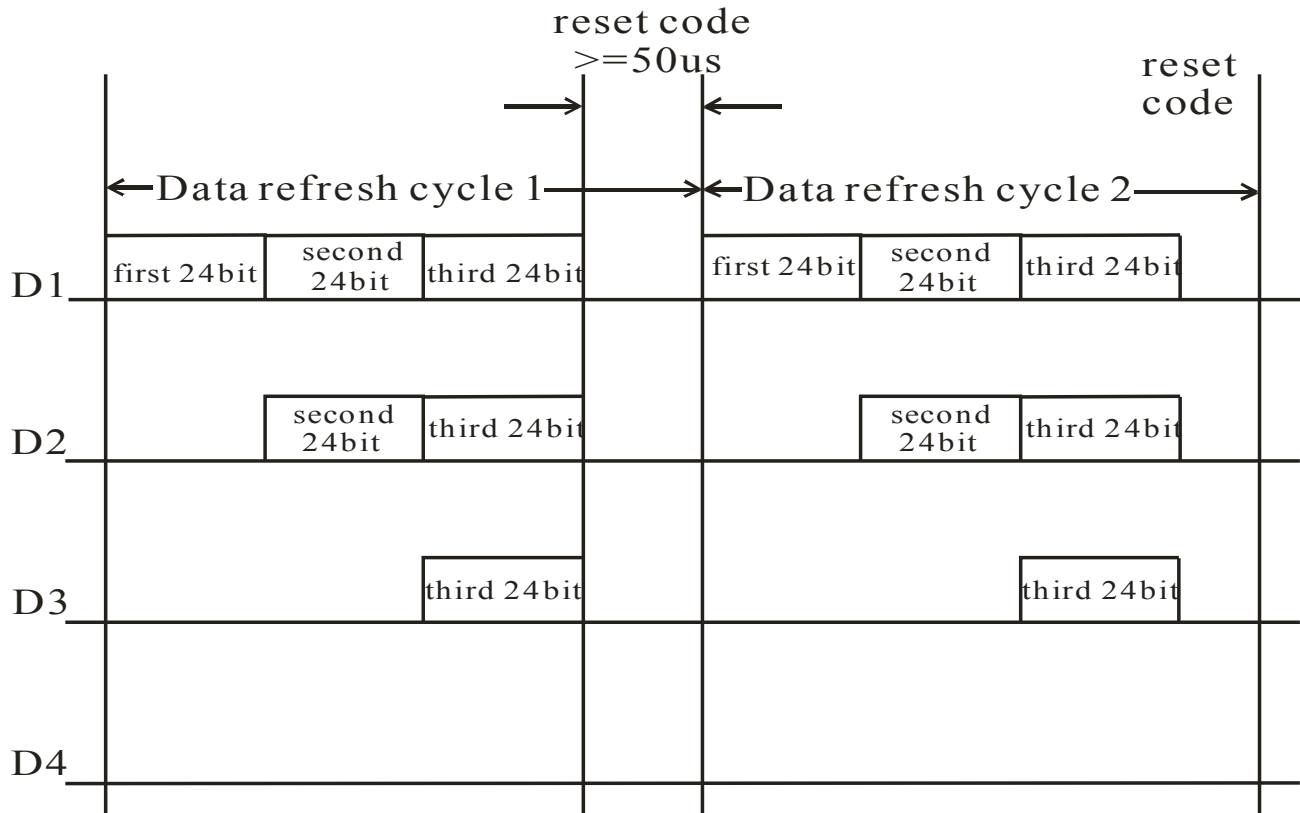 reset code
>=50us
reset
code
Data refresh cycle 1
Data refresh cycle 2
D1
first 24bit
second
24bit
third 24bit
first 24bit
second
24bit
third 24bit
D2
second
24bit
third 24bit
second
24bit
third 24bit
D3
third 24bit
third 24bit
D4